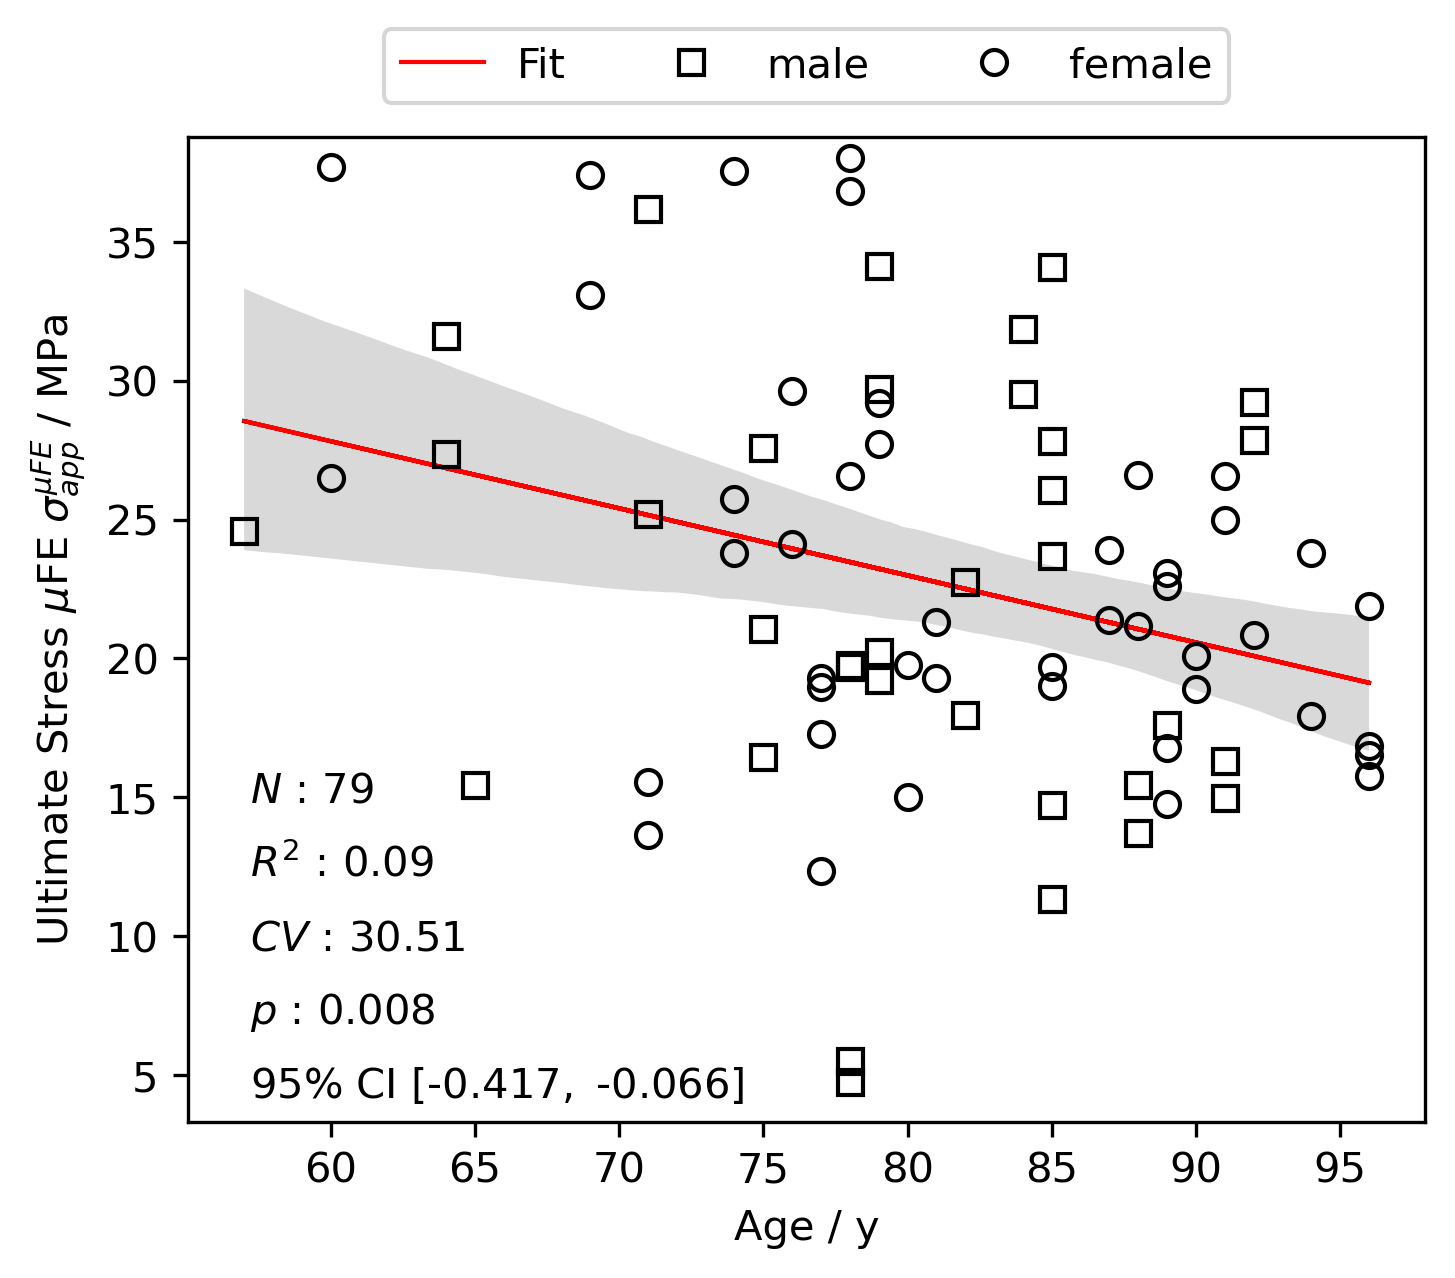 Fit male female
Ultimate Stress μFE σ_app^μFE / MPa
35
30
25
20
15
10
5
N : 79
R² : 0.09
CV : 30.51
p : 0.008
95% CI [-0.417, -0.066]
60 65 70 75 80 85 90 95
Age / y